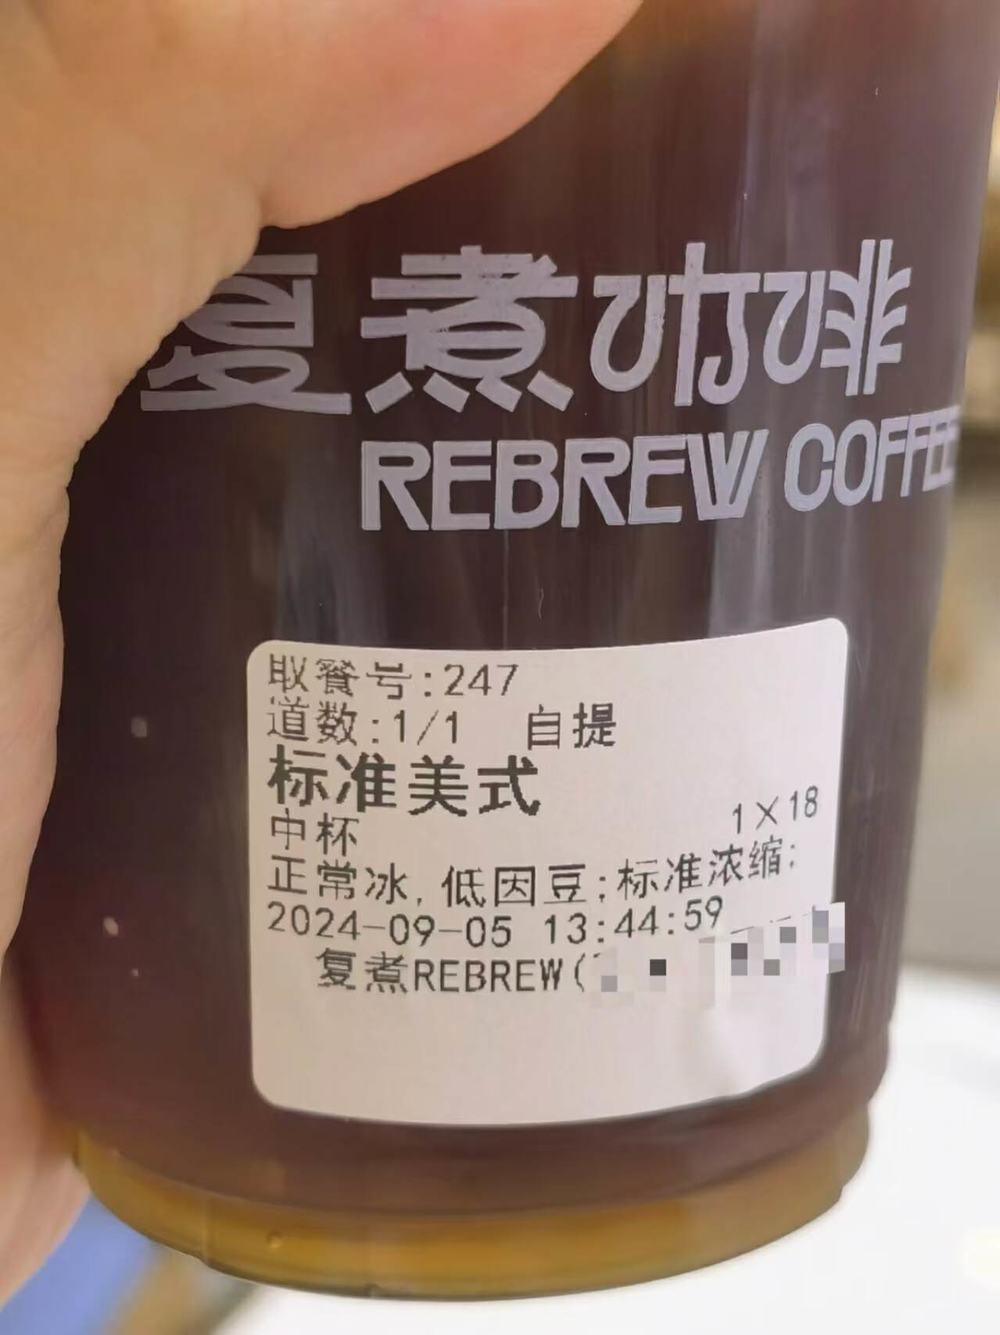 复煮咖啡
REBREW COFFEE
取餐号:247
道数:1/1 自提
标准美式
1×18
中杯
正常冰,低因豆;标准浓缩;
2024-09-05 13:44:59
复煮REBREW(